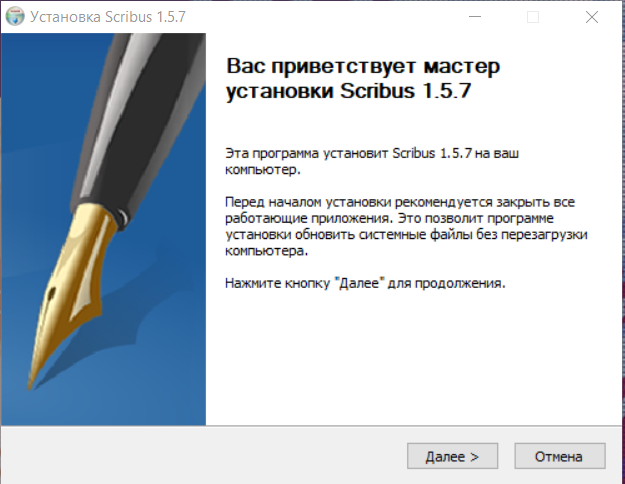 Установка Scribus 1.5.7
Вас приветствует мастер
установки Scribus 1.5.7
Эта программа установит Scribus 1.5.7 на ваш
компьютер.
Перед началом установки рекомендуется закрыть все
работающие приложения. Это позволит программе
установки обновить системные файлы без перезагрузки
компьютера.
Нажмите кнопку "Далее" для продолжения.
Далее >
Отмена